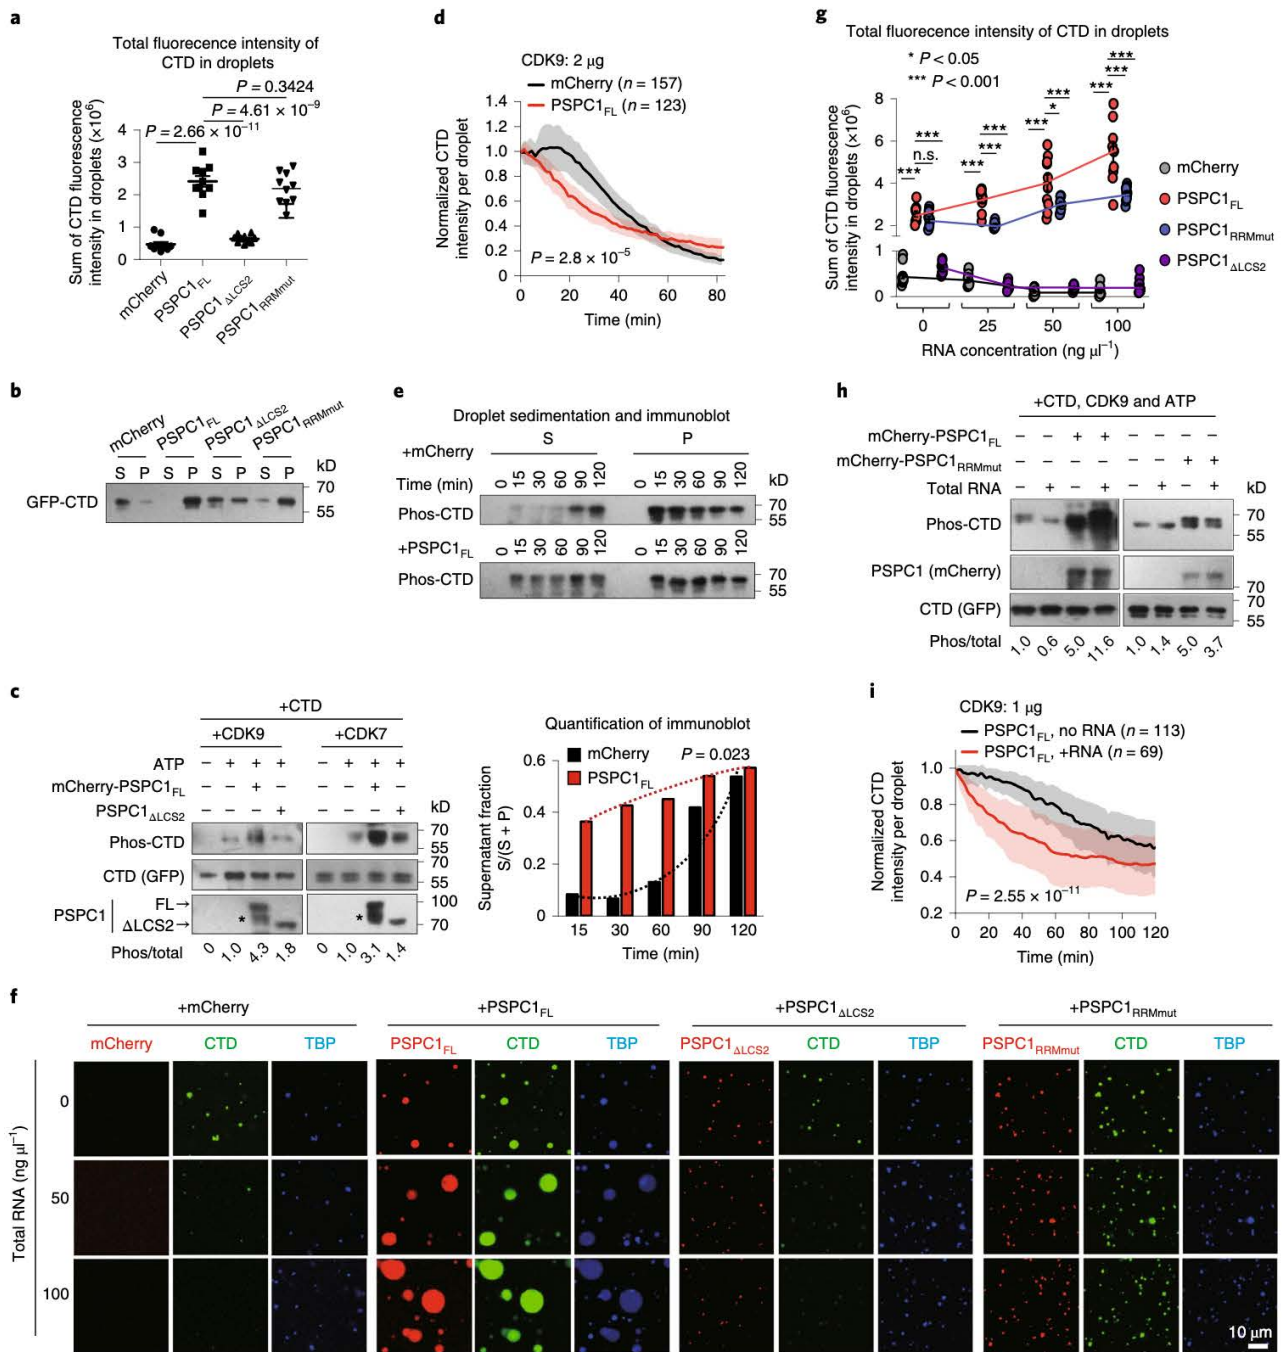 a
Total fluorecence intensity of
CTD in droplets
P = 0.3424
P = 4.61 × 10⁻⁹
P = 2.66 × 10⁻¹¹
Sum of CTD fluorescence
intensity in droplets (×10⁶)
4
3
2
1
0
mCherry
PSPC1FL
PSPC1ΔLCS2
PSPC1RRMmut
b
mCherry PSPC1FL PSPC1ΔLCS2 PSPC1RRMmut
S P S P S P S P kD
GFP-CTD
70
55
c
+CTD
+CDK9 +CDK7
ATP – + + + – + + +
mCherry-PSPC1FL – – + – – – + –
PSPC1ΔLCS2 – – – + – – – + kD
Phos-CTD 70
55
CTD (GFP) 70
55
PSPC1 FL→ 100
ΔLCS2→ * * 70
Phos/total 0 1.0 4.3 1.8 0 1.0 3.1 1.4
d
CDK9: 2 μg
mCherry (n = 157)
PSPC1FL (n = 123)
Normalized CTD
intensity per droplet
1.4
1.2
1.0
0.8
0.6
0.4
0.2
0
P = 2.8 × 10⁻⁵
0 20 40 60 80
Time (min)
e
Droplet sedimentation and immunoblot
+mCherry S P
Time (min) 0 15 30 60 90 120 0 15 30 60 90 120 kD
Phos-CTD 70
55
+PSPC1FL 0 15 30 60 90 120 0 15 30 60 90 120
Phos-CTD 70
55
Quantification of immunoblot
mCherry P = 0.023
PSPC1FL
Supernatant fraction
S/(S + P)
0.6
0.4
0.2
0
15 30 60 90 120
Time (min)
g
Total fluorescence intensity of CTD in droplets
* P < 0.05
*** P < 0.001
*** *** *** *** n.s. *** *** *** *** * *** ***
Sum of CTD fluorescence
intensity in droplets (×10⁶)
8
6
4
2
1
0
0 25 50 100
RNA concentration (ng μl⁻¹)
mCherry
PSPC1FL
PSPC1RRMmut
PSPC1ΔLCS2
h
+CTD, CDK9 and ATP
mCherry-PSPC1FL – – + + – – – –
mCherry-PSPC1RRMmut – – – – – – + +
Total RNA – + – + – + – + kD
Phos-CTD 70
55
PSPC1 (mCherry) 70
CTD (GFP) 70
55
Phos/total 1.0 0.6 5.0 11.6 1.0 1.4 5.0 3.7
i
CDK9: 1 μg
PSPC1FL, no RNA (n = 113)
PSPC1FL, +RNA (n = 69)
Normalized CTD
intensity per droplet
1.0
0.8
0.6
0.4
0.2
P = 2.55 × 10⁻¹¹
0 20 40 60 80 100 120
Time (min)
f
+mCherry +PSPC1FL +PSPC1ΔLCS2 +PSPC1RRMmut
mCherry CTD TBP PSPC1FL CTD TBP PSPC1ΔLCS2 CTD TBP PSPC1RRMmut CTD TBP
Total RNA (ng μl⁻¹)
0
50
100
10 μm